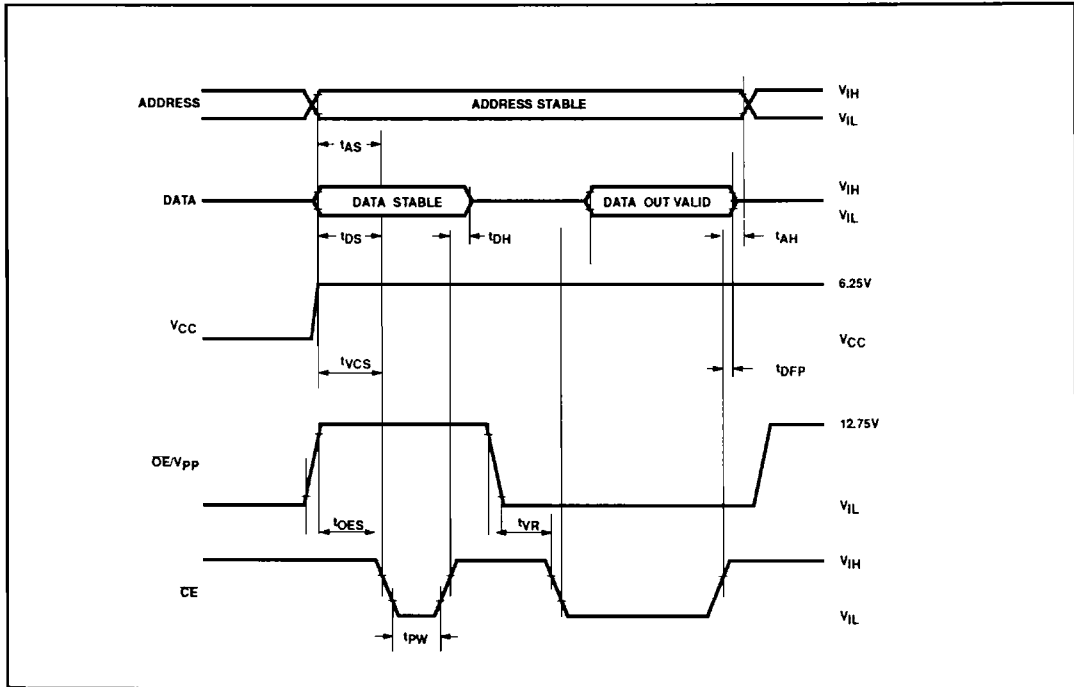 ADDRESS
ADDRESS STABLE
VIH
VIL
tAS
DATA
DATA STABLE
DATA OUT VALID
VIH
VIL
tDS
tDH
tAH
6.25V
VCC
VCC
tVCS
tDFP
12.75V
OE/VPP
VIL
tOES
tVR
VIH
CE
VIL
tPW